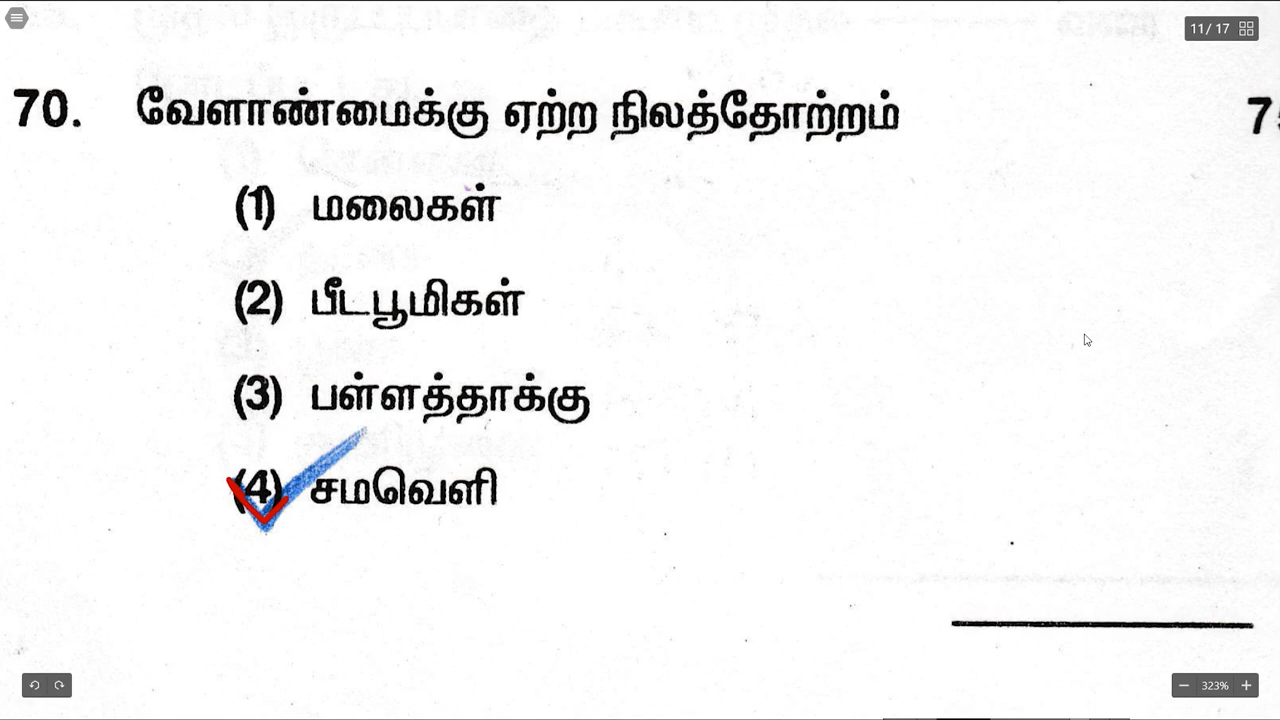 11/ 17
70. வேளாண்மைக்கு ஏற்ற நிலத்தோற்றம்
(1) மலைகள்
(2) பீடபூமிகள்
(3) பள்ளத்தாக்கு
(4) சமவெளி
323%